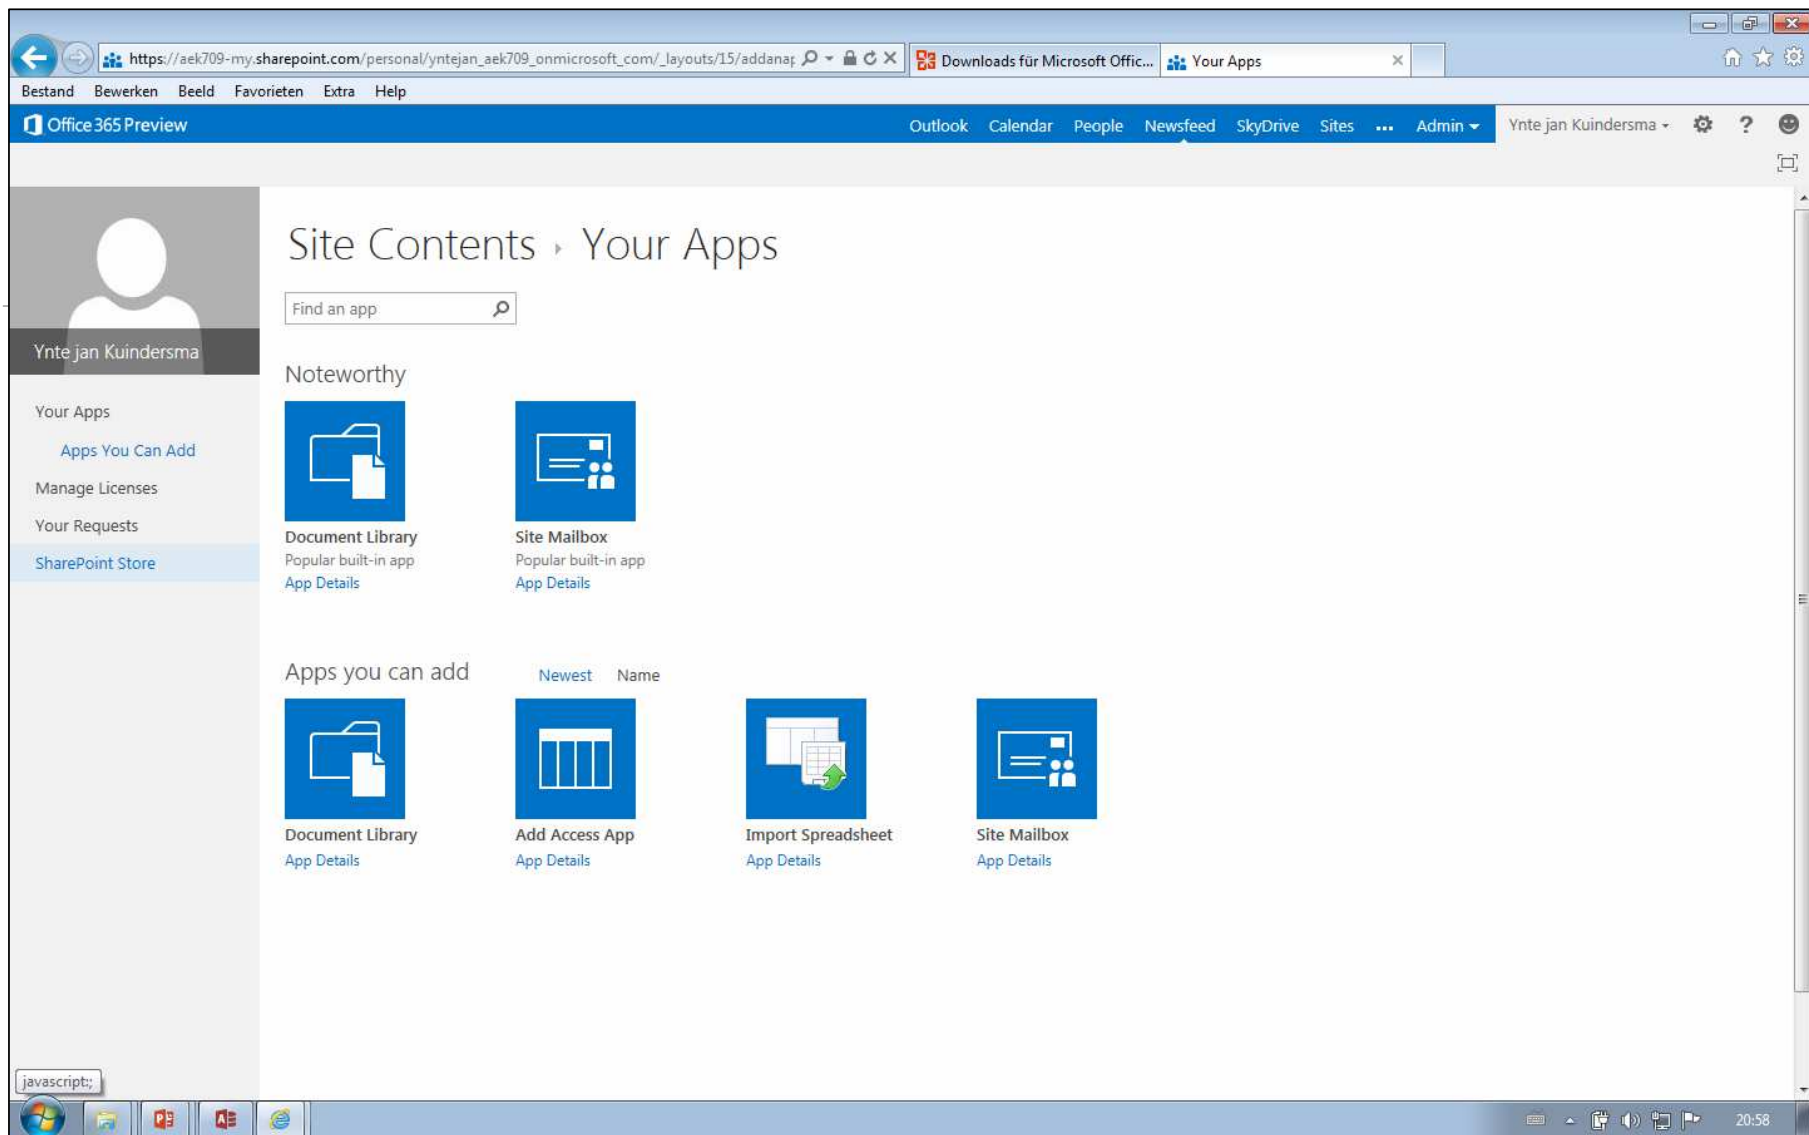 https://aek709-my.sharepoint.com/personal/yntejan_aek709_onmicrosoft_com/_layouts/15/addanap
Downloads für Microsoft Offic...
Your Apps
Bestand Bewerken Beeld Favorieten Extra Help
Office 365 Preview
Outlook Calendar People Newsfeed SkyDrive Sites ... Admin
Ynte jan Kuindersma
?
Site Contents Your Apps
Find an app
Ynte jan Kuindersma
Your Apps
Apps You Can Add
Manage Licenses
Your Requests
SharePoint Store
Noteworthy
Document Library
Popular built-in app
App Details
Site Mailbox
Popular built-in app
App Details
Apps you can add
Newest Name
Document Library
App Details
Add Access App
App Details
Import Spreadsheet
App Details
Site Mailbox
App Details
javascript:;
20:58